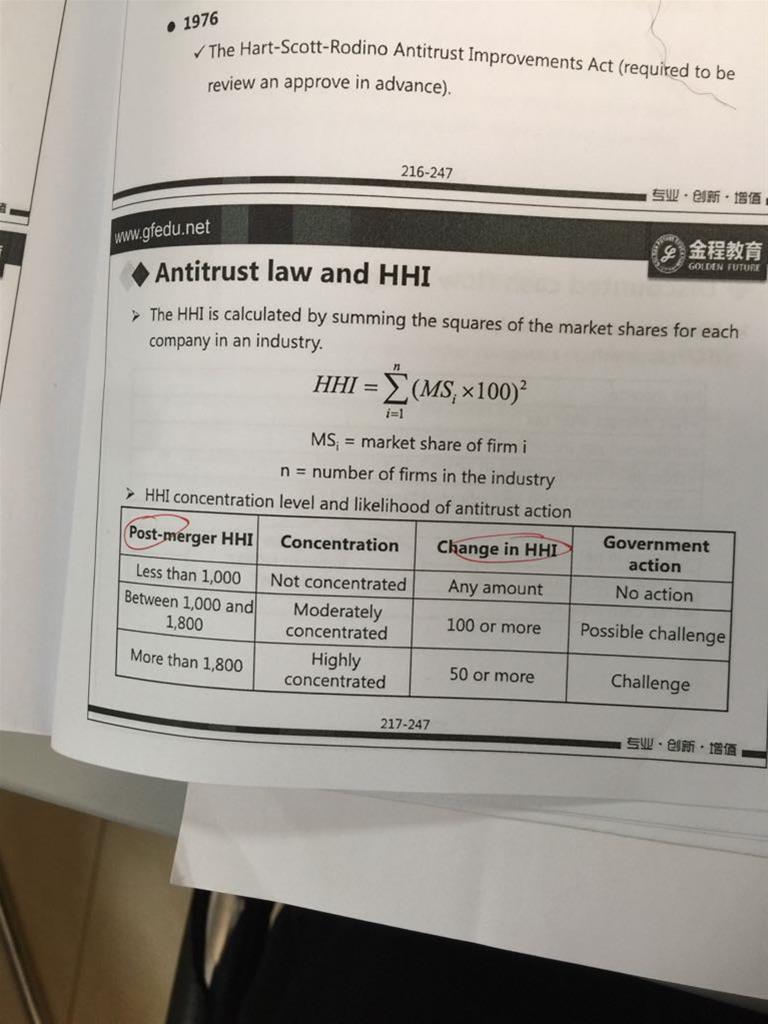 • 1976
✓ The Hart-Scott-Rodino Antitrust Improvements Act (required to be
review an approve in advance).
216-247
专业·创新·增值
www.gfedu.net
金程教育
GOLDEN FUTURE
◆ Antitrust law and HHI
➢ The HHI is calculated by summing the squares of the market shares for each
company in an industry.
HHI = ∑ⁿᵢ₌₁ (MSᵢ ×100)²
MSᵢ = market share of firm i
n = number of firms in the industry
➢ HHI concentration level and likelihood of antitrust action
Post-merger HHI Concentration Change in HHI Government
action
Less than 1,000 Not concentrated Any amount No action
Between 1,000 and Moderately 100 or more Possible challenge
1,800 concentrated
More than 1,800 Highly 50 or more Challenge
concentrated
217-247
专业·创新·增值